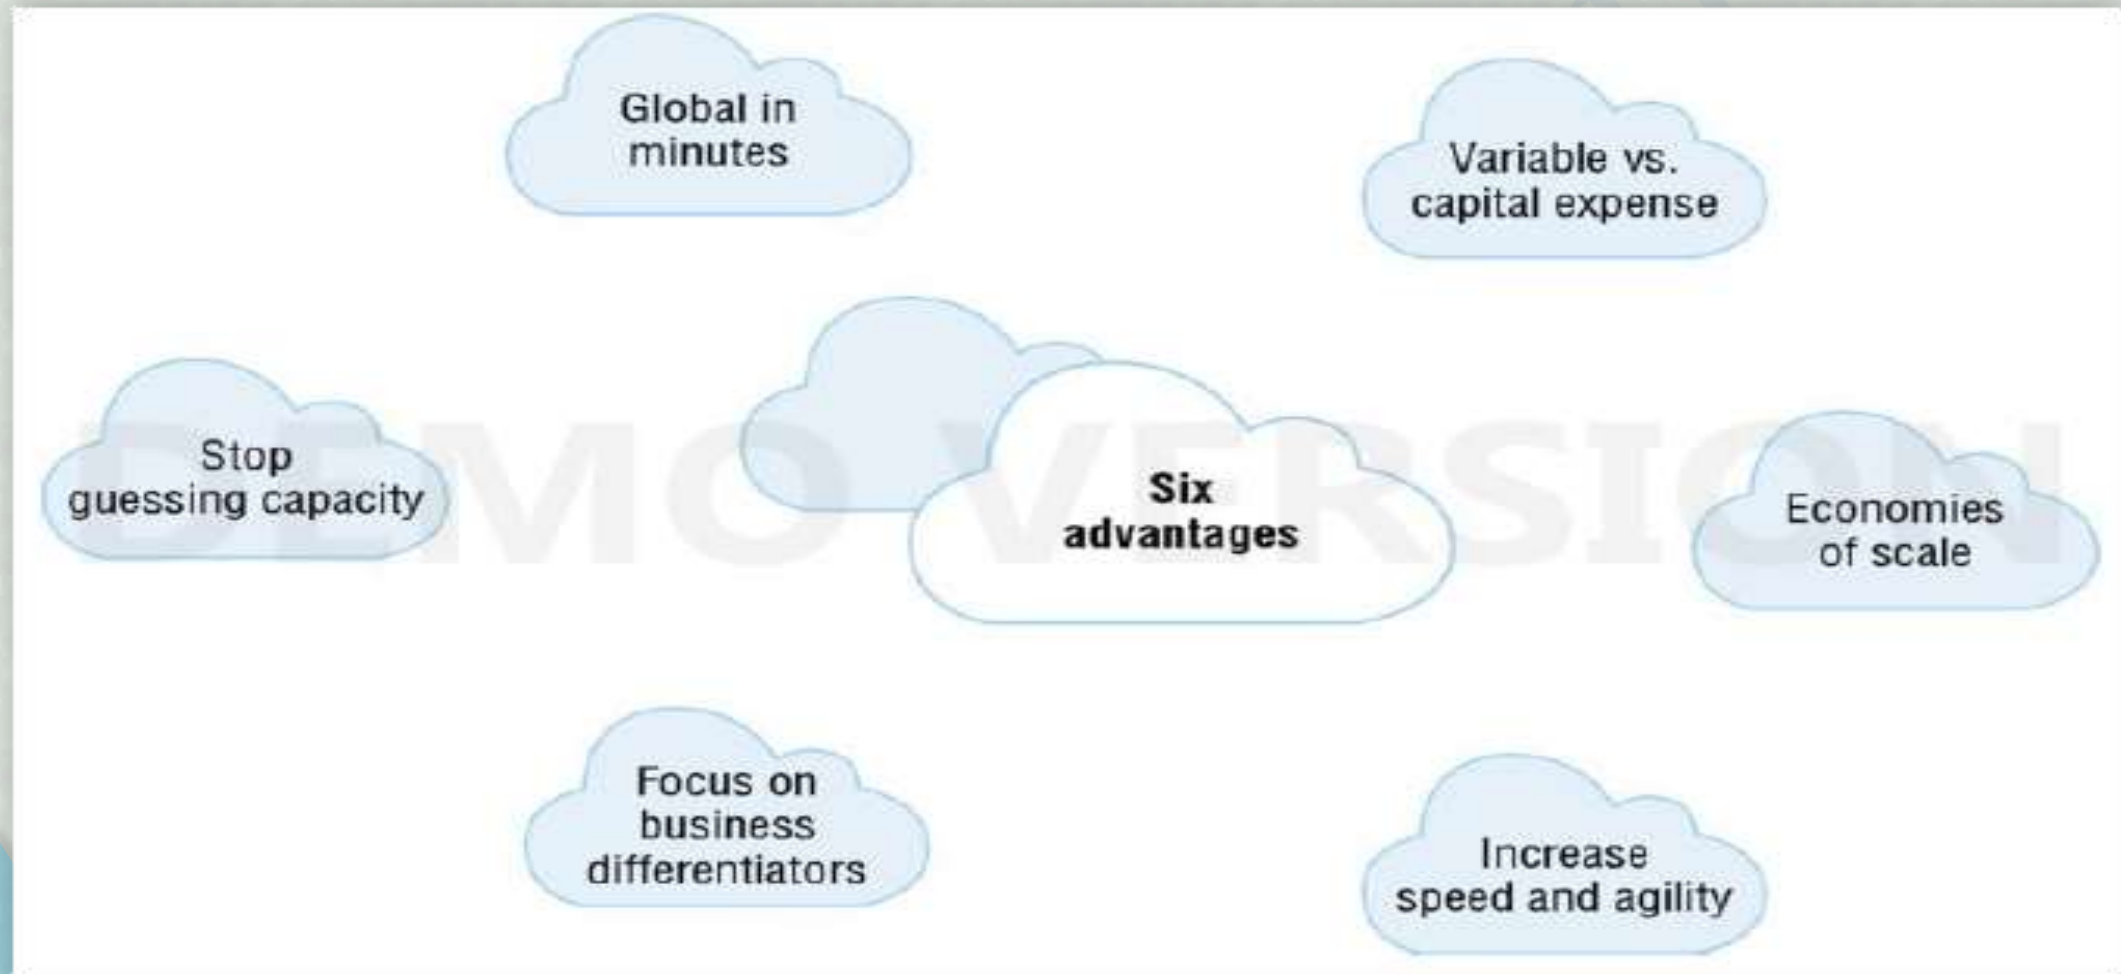 Global in
minutes
Variable vs.
capital expense
Stop
guessing capacity
Six
advantages
Economies
of scale
Focus on
business
differentiators
Increase
speed and agility
DEMO VERSION